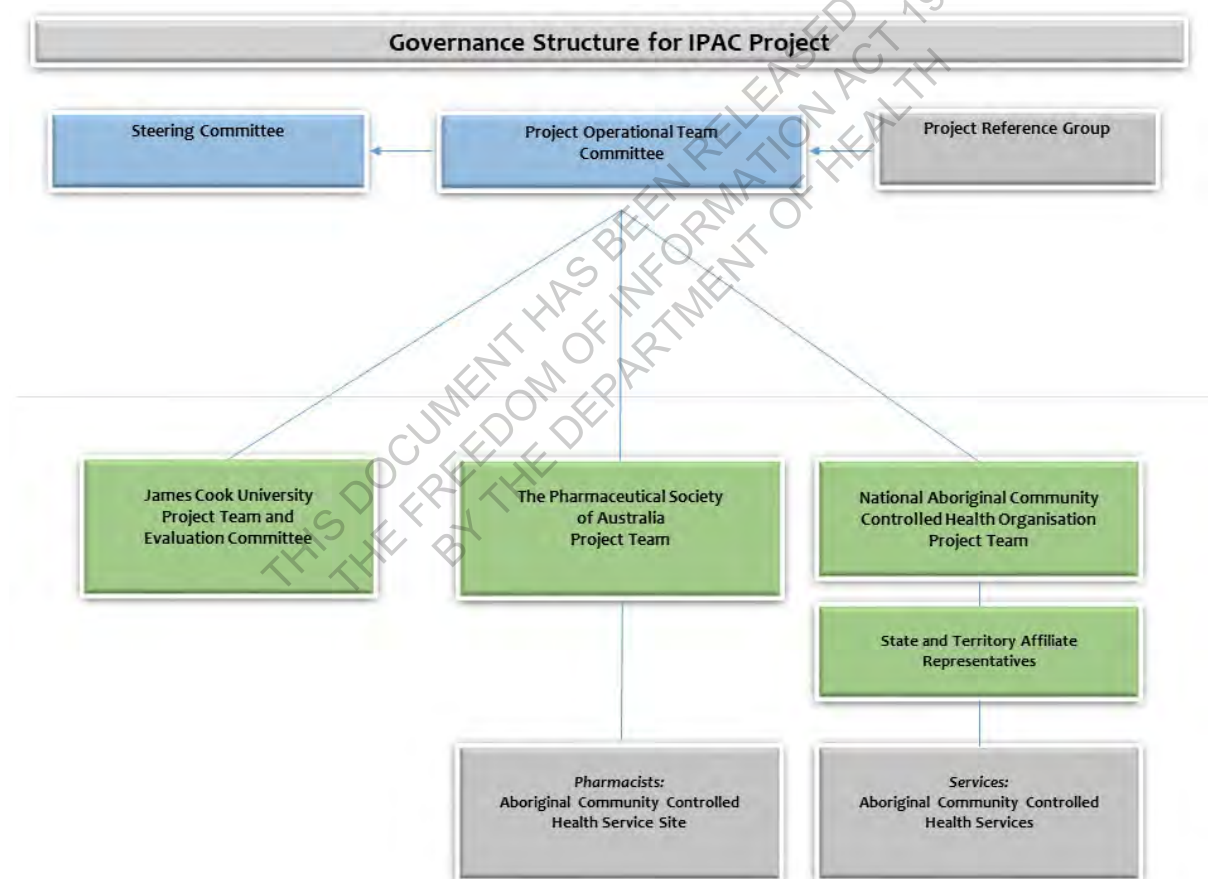 Governance Structure for IPAC Project
Steering Committee
Project Operational Team
Committee
Project Reference Group
THIS DOCUMENT HAS BEEN RELEASED
THE FREEDOM OF INFORMATION ACT 19
BY THE DEPARTMENT OF HEALTH
James Cook University
Project Team and
Evaluation Committee
The Pharmaceutical Society
of Australia
Project Team
National Aboriginal Community
Controlled Health Organisation
Project Team
State and Territory Affiliate
Representatives
Pharmacists:
Aboriginal Community Controlled
Health Service Site
Services:
Aboriginal Community Controlled
Health Services